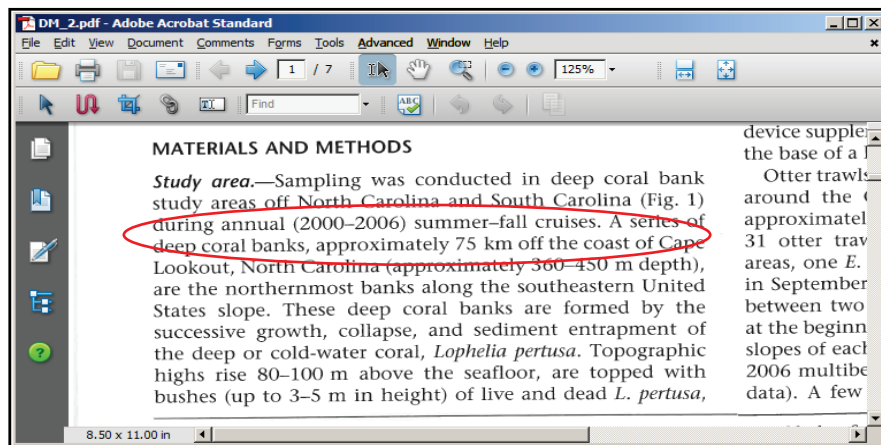 DM_2.pdf - Adobe Acrobat Standard
File Edit View Document Comments Forms Tools Advanced Window Help
1 / 7 125%
Find
MATERIALS AND METHODS
Study area.—Sampling was conducted in deep coral bank
study areas off North Carolina and South Carolina (Fig. 1)
during annual (2000–2006) summer–fall cruises. A series of
deep coral banks, approximately 75 km off the coast of Cape
Lookout, North Carolina (approximately 360–450 m depth),
are the northernmost banks along the southeastern United
States slope. These deep coral banks are formed by the
successive growth, collapse, and sediment entrapment of
the deep or cold-water coral, Lophelia pertusa. Topographic
highs rise 80–100 m above the seafloor, are topped with
bushes (up to 3–5 m in height) of live and dead L. pertusa,
device supple
the base of a
Otter trawls
around the
approximatel
31 otter traw
areas, one E.
in September
between two
at the beginn
slopes of each
2006 multibe
data). A few
8.50 x 11.00 in